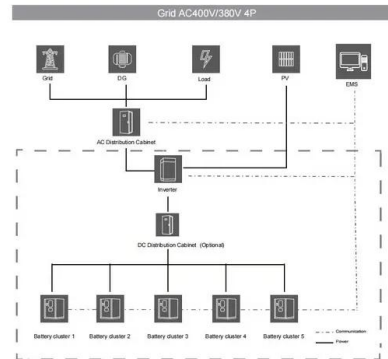 Grid AC400V/380V 4P
Grid
DG
Load
PV
EMS
AC Distribution Cabinet
Inverter
DC Distribution Cabinet (Optional)
Battery cluster 1
Battery cluster 2
Battery cluster 3
Battery cluster 4
Battery cluster 5
Communication
Power